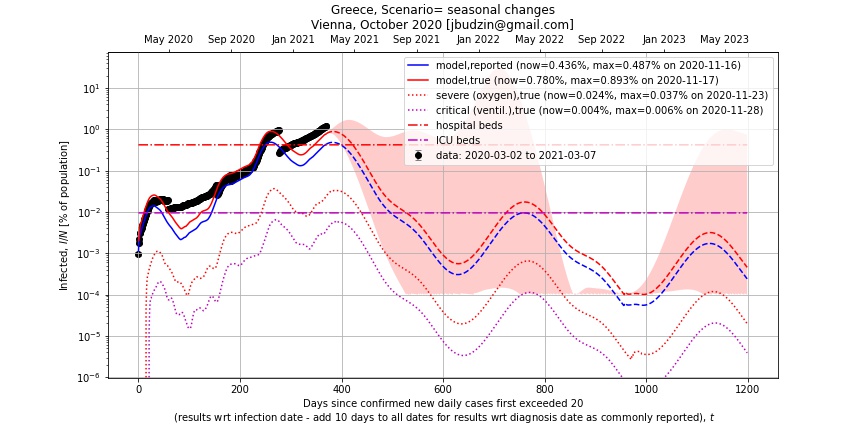 Greece, Scenario= seasonal changes
Vienna, October 2020 [jbudzin@gmail.com]
May 2020 Sep 2020 Jan 2021 May 2021 Sep 2021 Jan 2022 May 2022 Sep 2022 Jan 2023 May 2023
model,reported (now=0.436%, max=0.487% on 2020-11-16)
model,true (now=0.780%, max=0.893% on 2020-11-17)
severe (oxygen),true (now=0.024%, max=0.037% on 2020-11-23)
critical (ventil.),true (now=0.004%, max=0.006% on 2020-11-28)
hospital beds
ICU beds
data: 2020-03-02 to 2021-03-07
Infected, I/N [% of population]
10¹
10⁰
10⁻¹
10⁻²
10⁻³
10⁻⁴
10⁻⁵
10⁻⁶
0 200 400 600 800 1000 1200
Days since confirmed new daily cases first exceeded 20
(results wrt infection date - add 10 days to all dates for results wrt diagnosis date as commonly reported), t